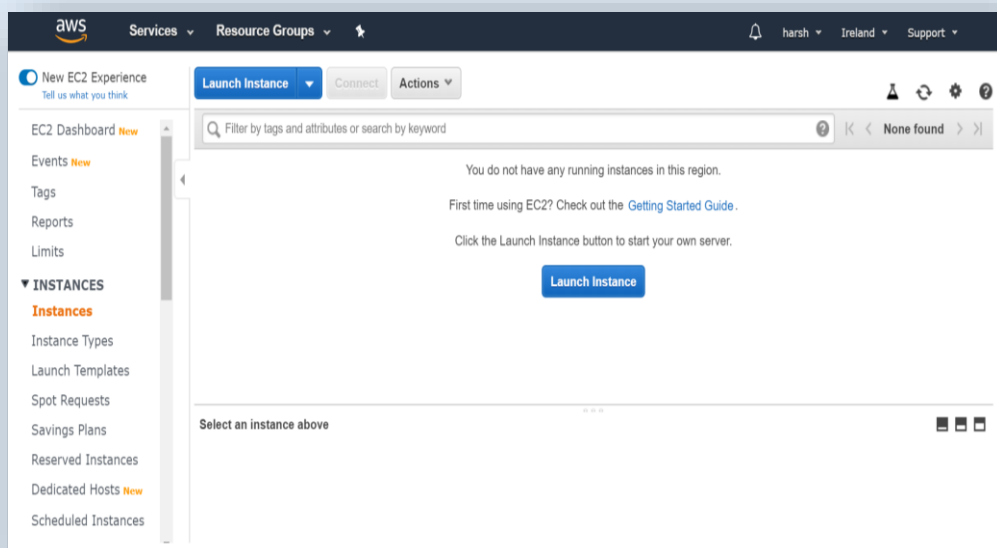 aws Services Resource Groups harsh Ireland Support
New EC2 Experience
Tell us what you think
Launch Instance Connect Actions
Filter by tags and attributes or search by keyword None found
EC2 Dashboard New
Events New
Tags
Reports
Limits
INSTANCES
Instances
Instance Types
Launch Templates
Spot Requests
Savings Plans
Reserved Instances
Dedicated Hosts New
Scheduled Instances
You do not have any running instances in this region.
First time using EC2? Check out the Getting Started Guide.
Click the Launch Instance button to start your own server.
Launch Instance
Select an instance above